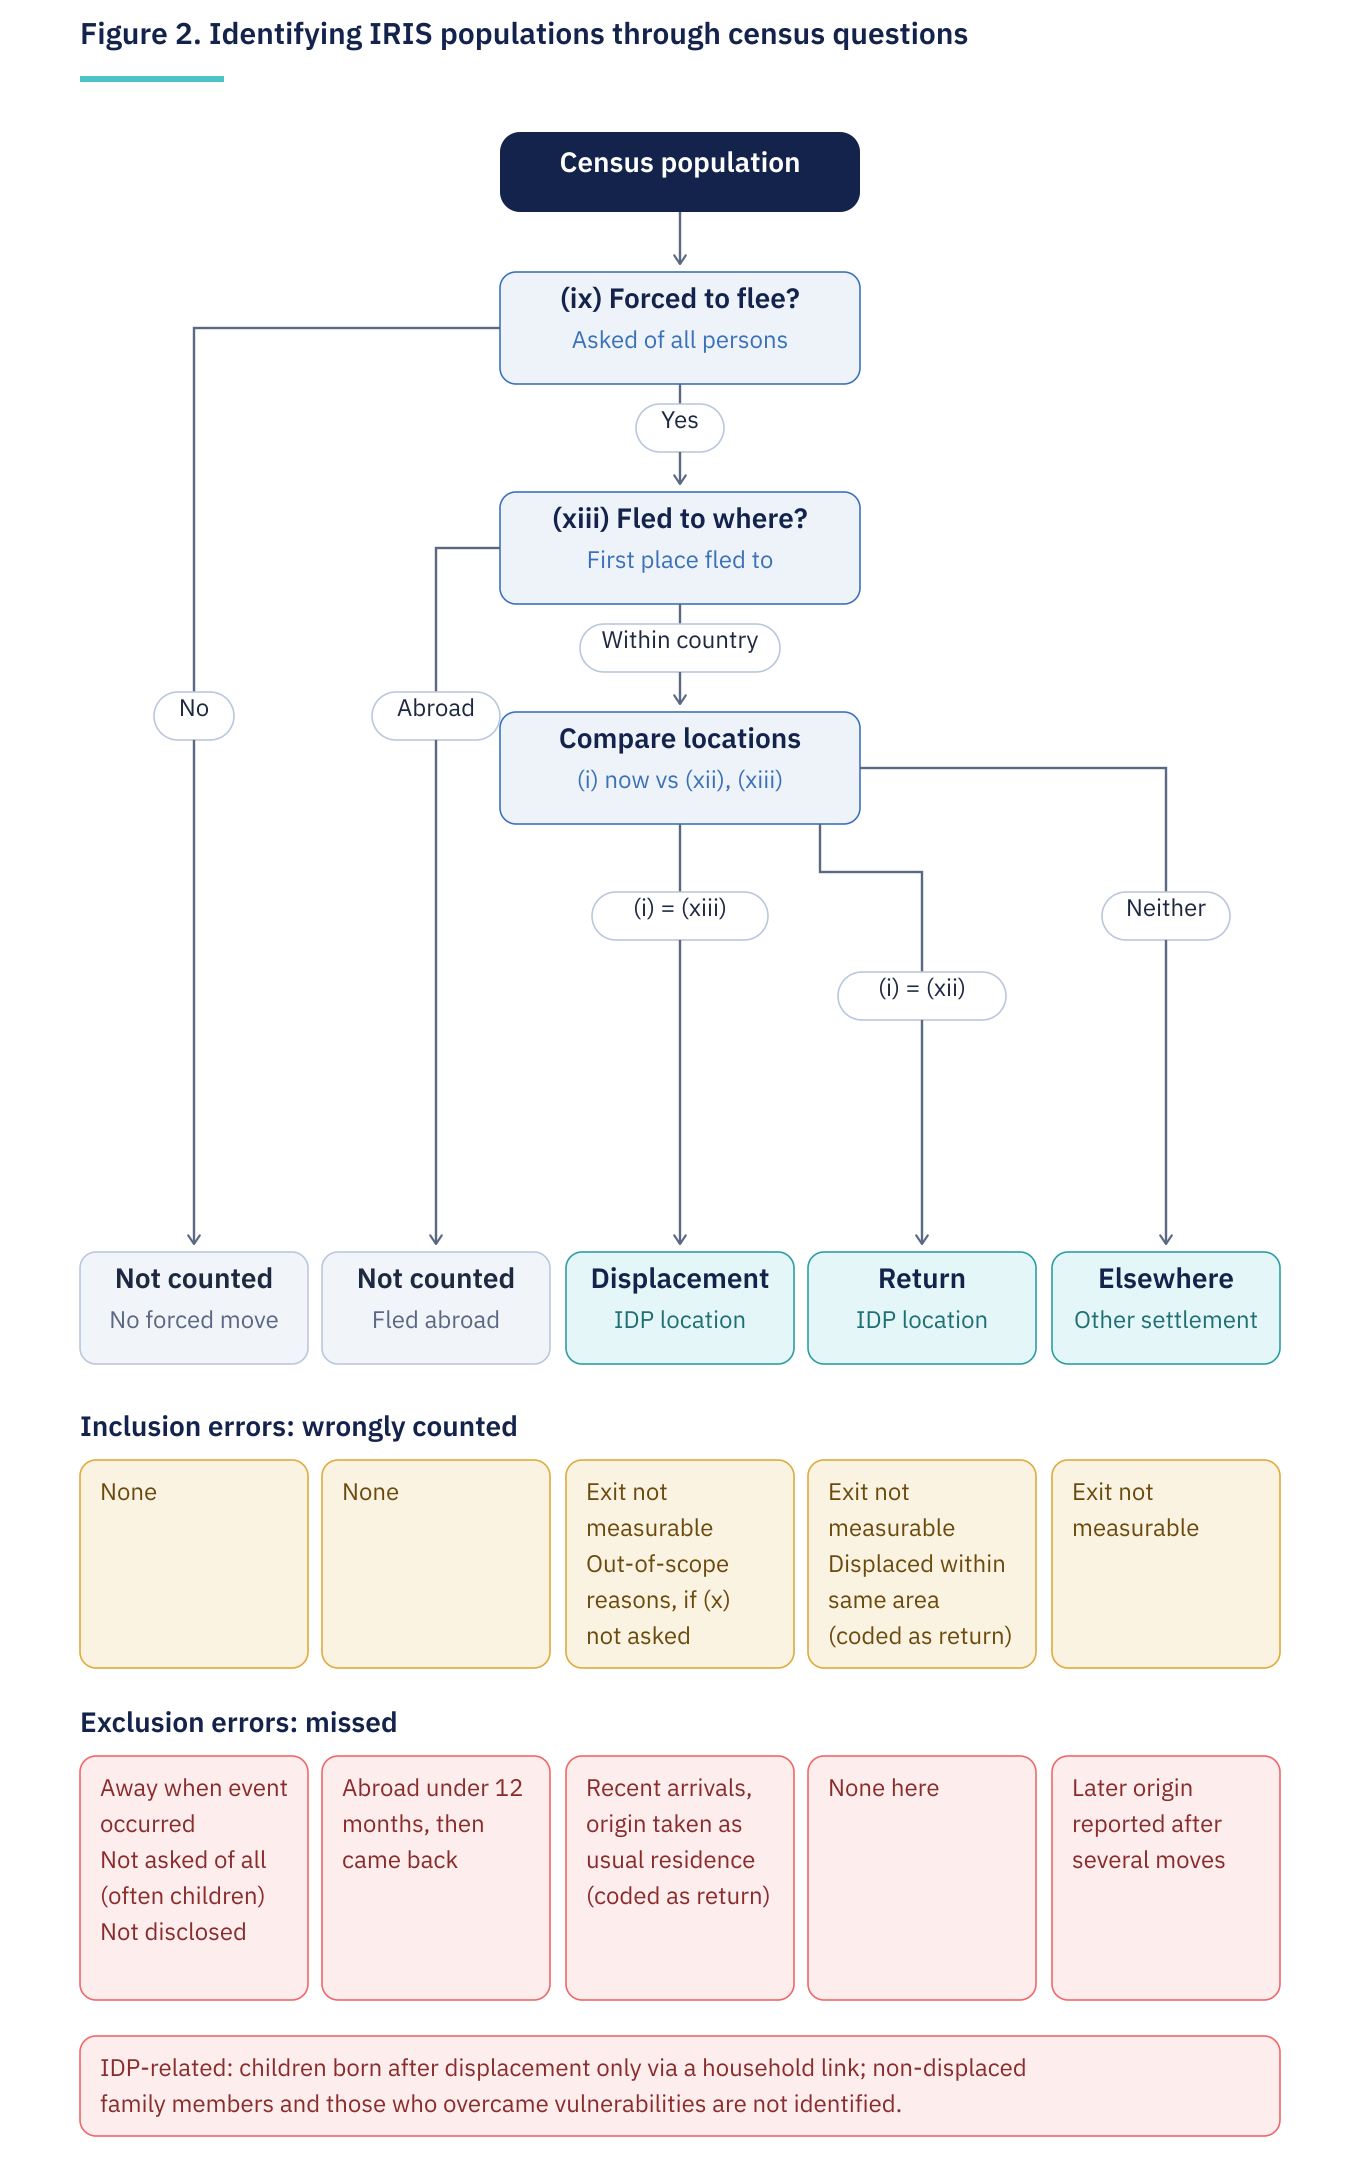 Figure 2. Identifying IRIS populations through census questions
Census population
(ix) Forced to flee?
Asked of all persons
Yes
(xiii) Fled to where?
First place fled to
Within country
No
Abroad
Compare locations
(i) now vs (xii), (xiii)
(i) = (xiii)
Neither
(i) = (xii)
Not counted
No forced move
Not counted
Fled abroad
Displacement
IDP location
Return
IDP location
Elsewhere
Other settlement
Inclusion errors: wrongly counted
None
None
Exit not
measurable
Out-of-scope
reasons, if (x)
not asked
Exit not
measurable
Displaced within
same area
(coded as return)
Exit not
measurable
Exclusion errors: missed
Away when event
occurred
Not asked of all
(often children)
Not disclosed
Abroad under 12
months, then
came back
Recent arrivals,
origin taken as
usual residence
(coded as return)
None here
Later origin
reported after
several moves
IDP-related: children born after displacement only via a household link; non-displaced
family members and those who overcame vulnerabilities are not identified.